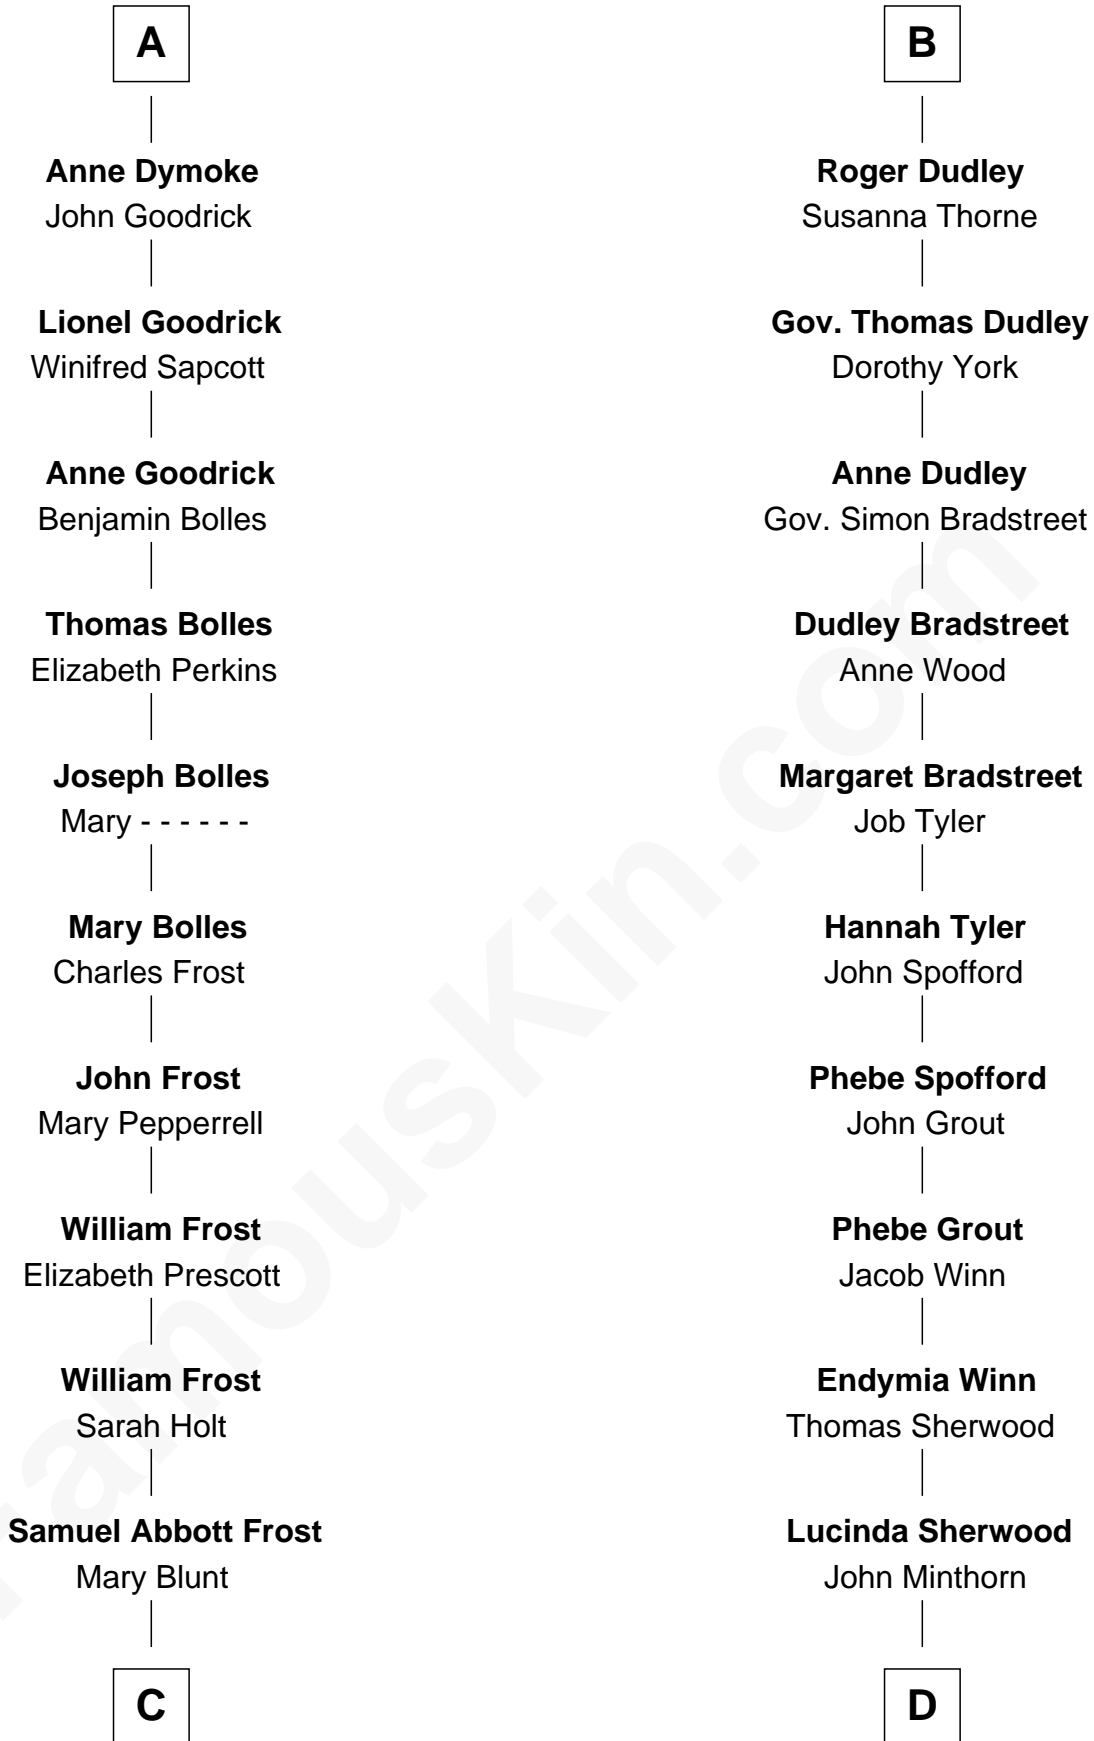 A
Anne Dymoke
John Goodrick
Lionel Goodrick
Winifred Sapcott
Anne Goodrick
Benjamin Bolles
Thomas Bolles
Elizabeth Perkins
Joseph Bolles
Mary - - - - - -
Mary Bolles
Charles Frost
John Frost
Mary Pepperrell
William Frost
Elizabeth Prescott
William Frost
Sarah Holt
Samuel Abbott Frost
Mary Blunt
C
B
Roger Dudley
Susanna Thorne
Gov. Thomas Dudley
Dorothy York
Anne Dudley
Gov. Simon Bradstreet
Dudley Bradstreet
Anne Wood
Margaret Bradstreet
Job Tyler
Hannah Tyler
John Spofford
Phebe Spofford
John Grout
Phebe Grout
Jacob Winn
Endymia Winn
Thomas Sherwood
Lucinda Sherwood
John Minthorn
D
FamousKin.com